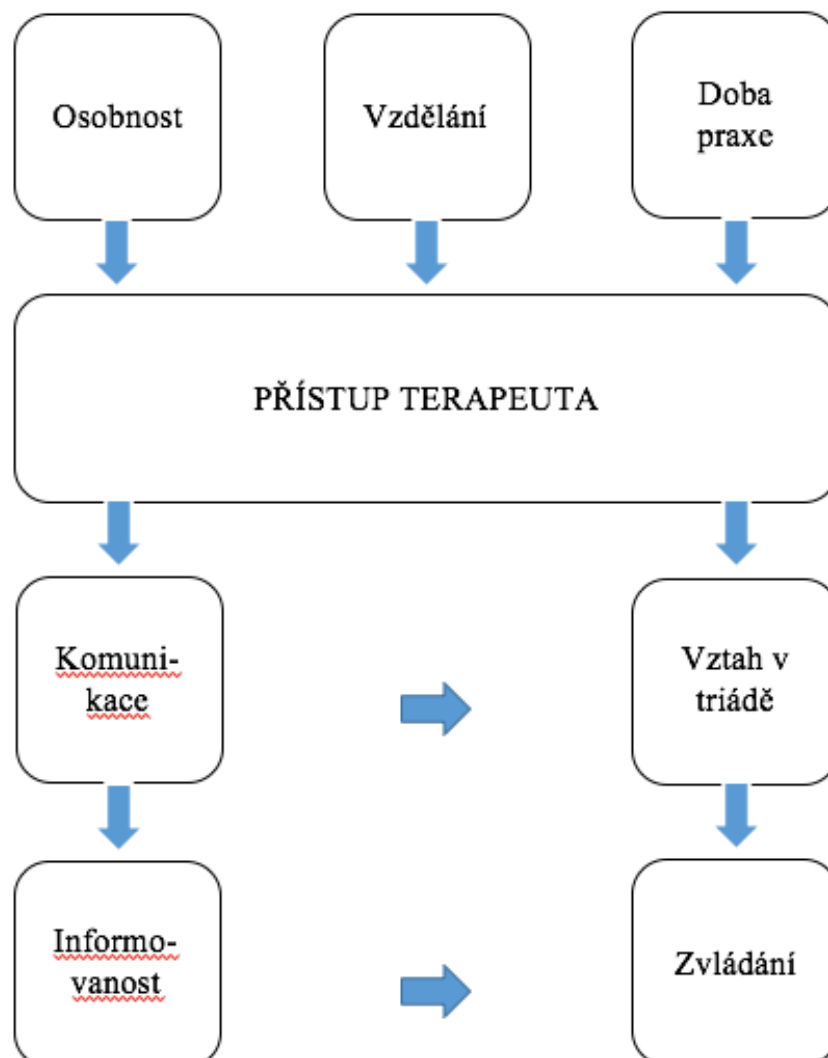 Osobnost
Vzdělání
Doba
praxe
PŘÍSTUP TERAPEUTA
Komuni-
kace
Vztah v
triádě
Informo-
vanost
Zvládání